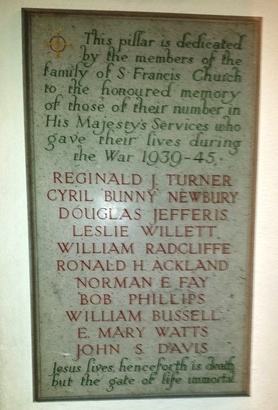 This pillar is dedicated
by the members of the
family of S. Francis Church
to the honoured memory
of those of their number in
His Majesty's Services who
gave their lives during
the War 1939-45.
REGINALD J. TURNER
CYRIL BUNNY NEWBURY
DOUGLAS JEFFERIS
LESLIE WILLETT
WILLIAM RADCLIFFE
RONALD H. ACKLAND
NORMAN E. FAY
BOB PHILLIPS
WILLIAM BUSSELL
E. MARY WATTS
JOHN S. DAVIS
Jesus lives, henceforth is death
but the gate of life immortal